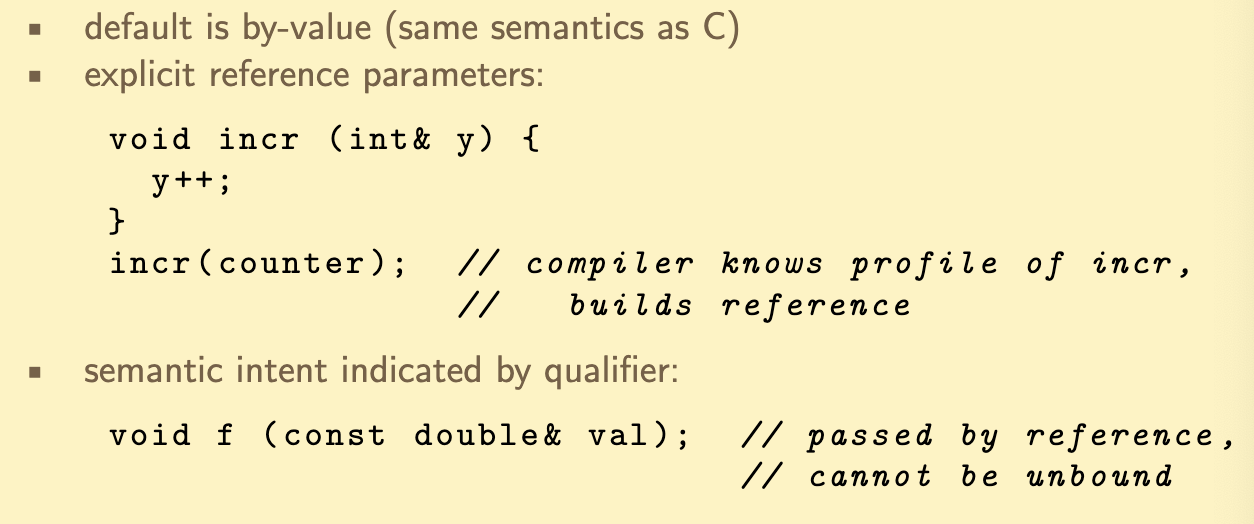 ▪ default is by-value (same semantics as C)
▪ explicit reference parameters:
void incr (int& y) {
  y++;
}
incr(counter);  // compiler knows profile of incr,
                //   builds reference
▪ semantic intent indicated by qualifier:
void f (const double& val);  // passed by reference,
                             // cannot be unbound